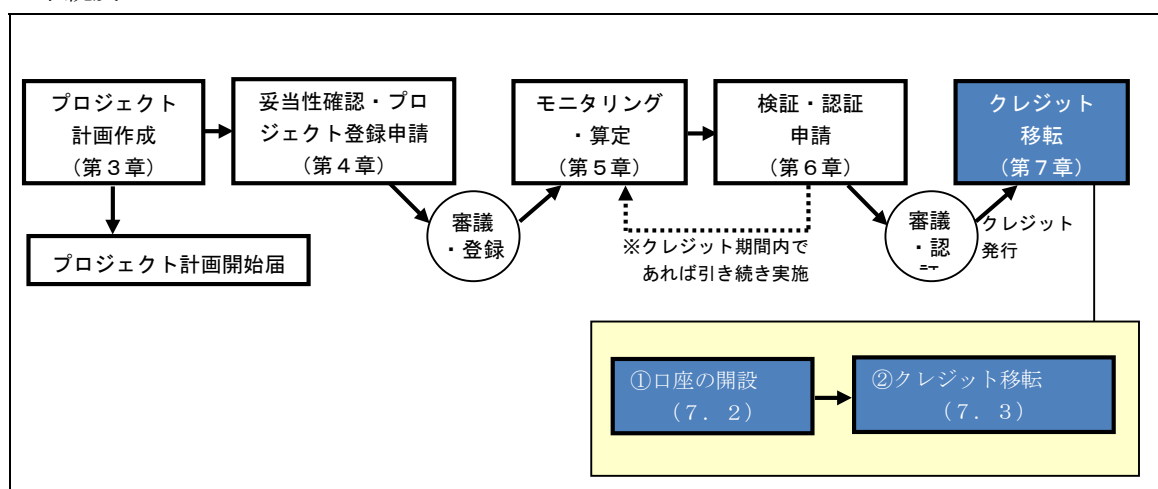 プロジェクト
計画作成
（第３章）
妥当性確認・プロ
ジェクト登録申請
（第４章）
モニタリング
・算定
（第５章）
検証・認証
申請
（第６章）
クレジット
移転
（第７章）
プロジェクト計画開始届
審議
・登録
※クレジット期間内で
あれば引き続き実施
審議
・認
クレジット
発行
①口座の開設
（７．２）
②クレジット移転
（７．３）